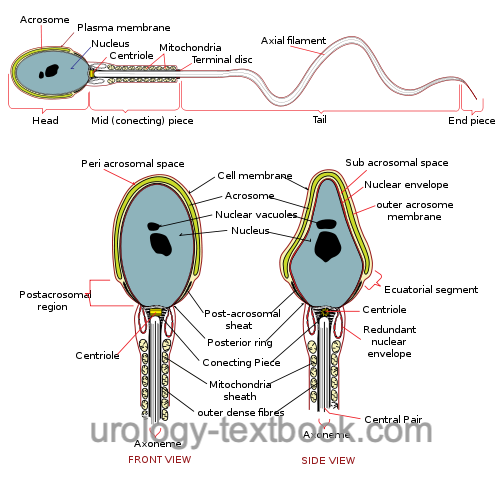 Acrosome
Plasma membrane
Nucleus
Centriole
Mitochondria
Terminal disc
Axial filament
Head
Mid (conecting) piece
Tail
End piece
Peri acrosomal space
Cell membrane
Acrosome
Nuclear vacuoles
Nucleus
Sub acrosomal space
Nuclear envelope
outer acrosome
membrane
Postacrosomal
region
Equatorial segment
Post-acrosomal
sheat
Posterior ring
Centriole
Centriole
Conecting Piece
Redundant
nuclear
envelope
Mitochondria
sheath
outer dense fibres
Central Pair
urology-textbook.com
Axoneme
Axoneme
FRONT VIEW
SIDE VIEW